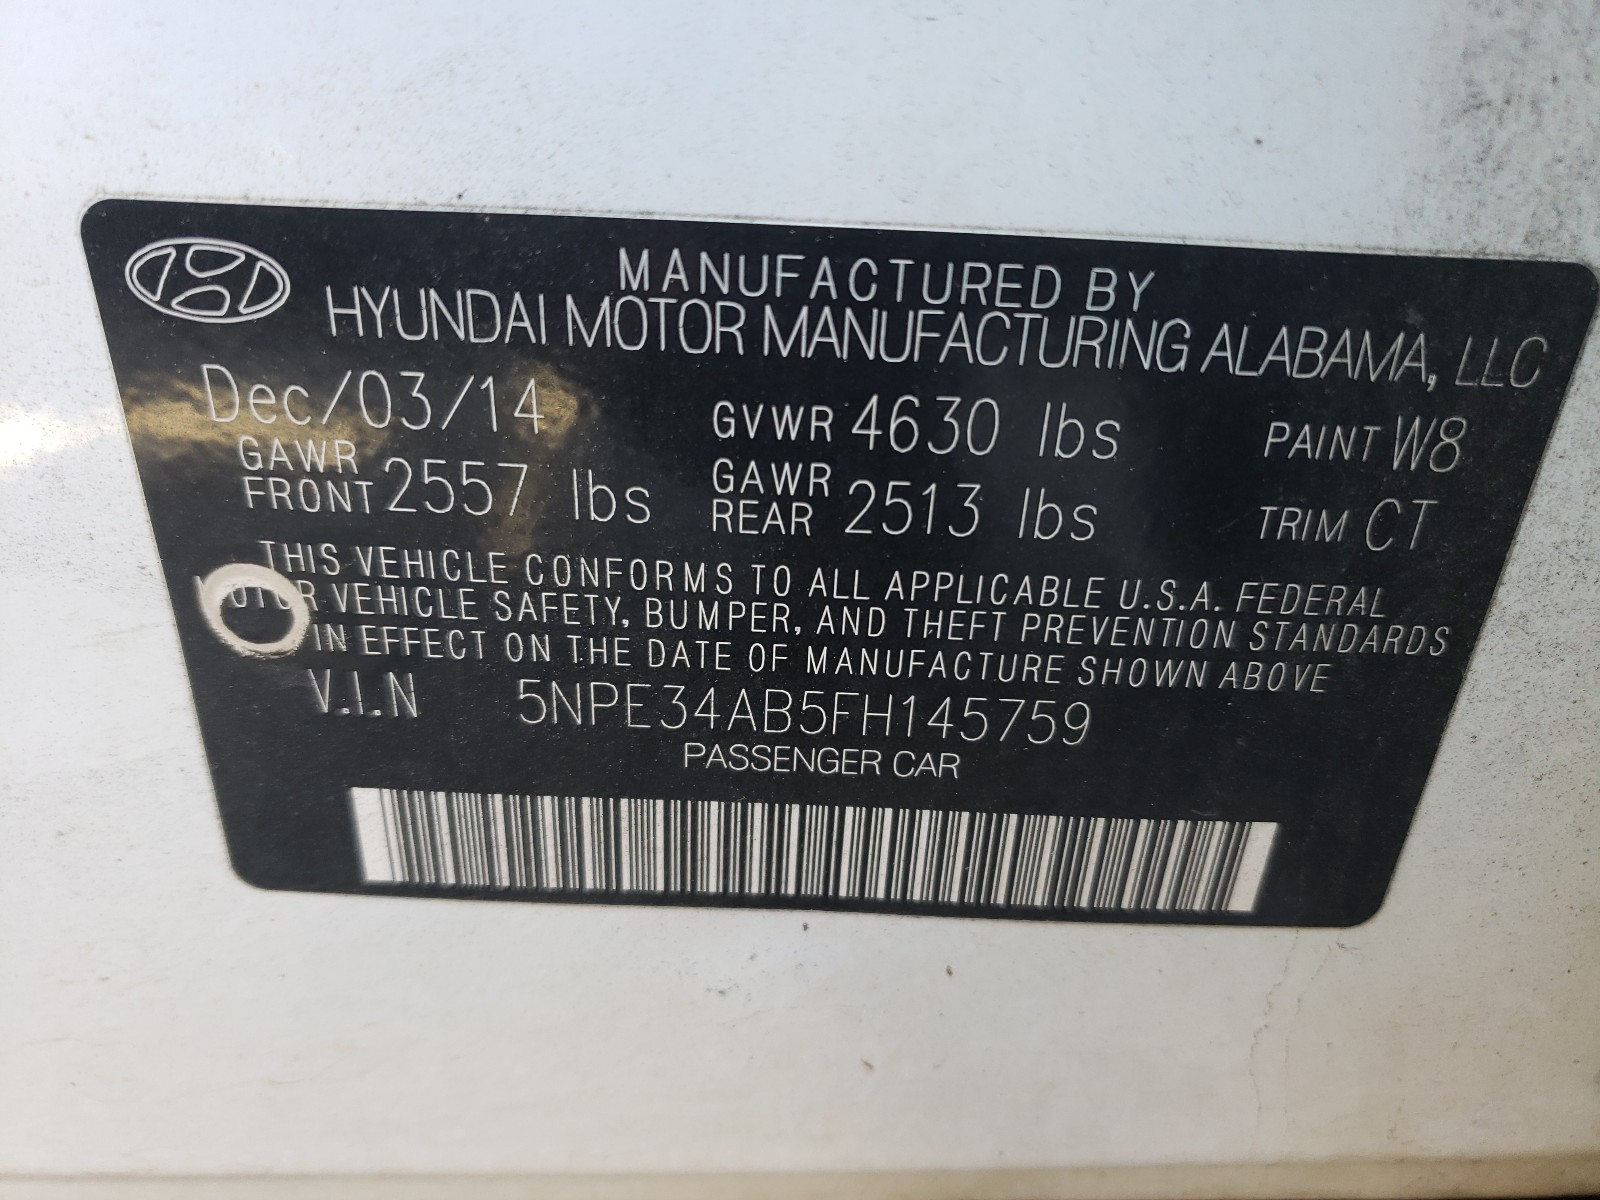 MANUFACTURED BY
HYUNDAI MOTOR MANUFACTURING ALABAMA, LLC
Dec/03/14 GVWR 4630 lbs PAINT W8
GAWR FRONT 2557 lbs GAWR REAR 2513 lbs TRIM CT
THIS VEHICLE CONFORMS TO ALL APPLICABLE U.S.A. FEDERAL
MOTOR VEHICLE SAFETY, BUMPER, AND THEFT PREVENTION STANDARDS
IN EFFECT ON THE DATE OF MANUFACTURE SHOWN ABOVE
V.I.N 5NPE34AB5FH145759
PASSENGER CAR